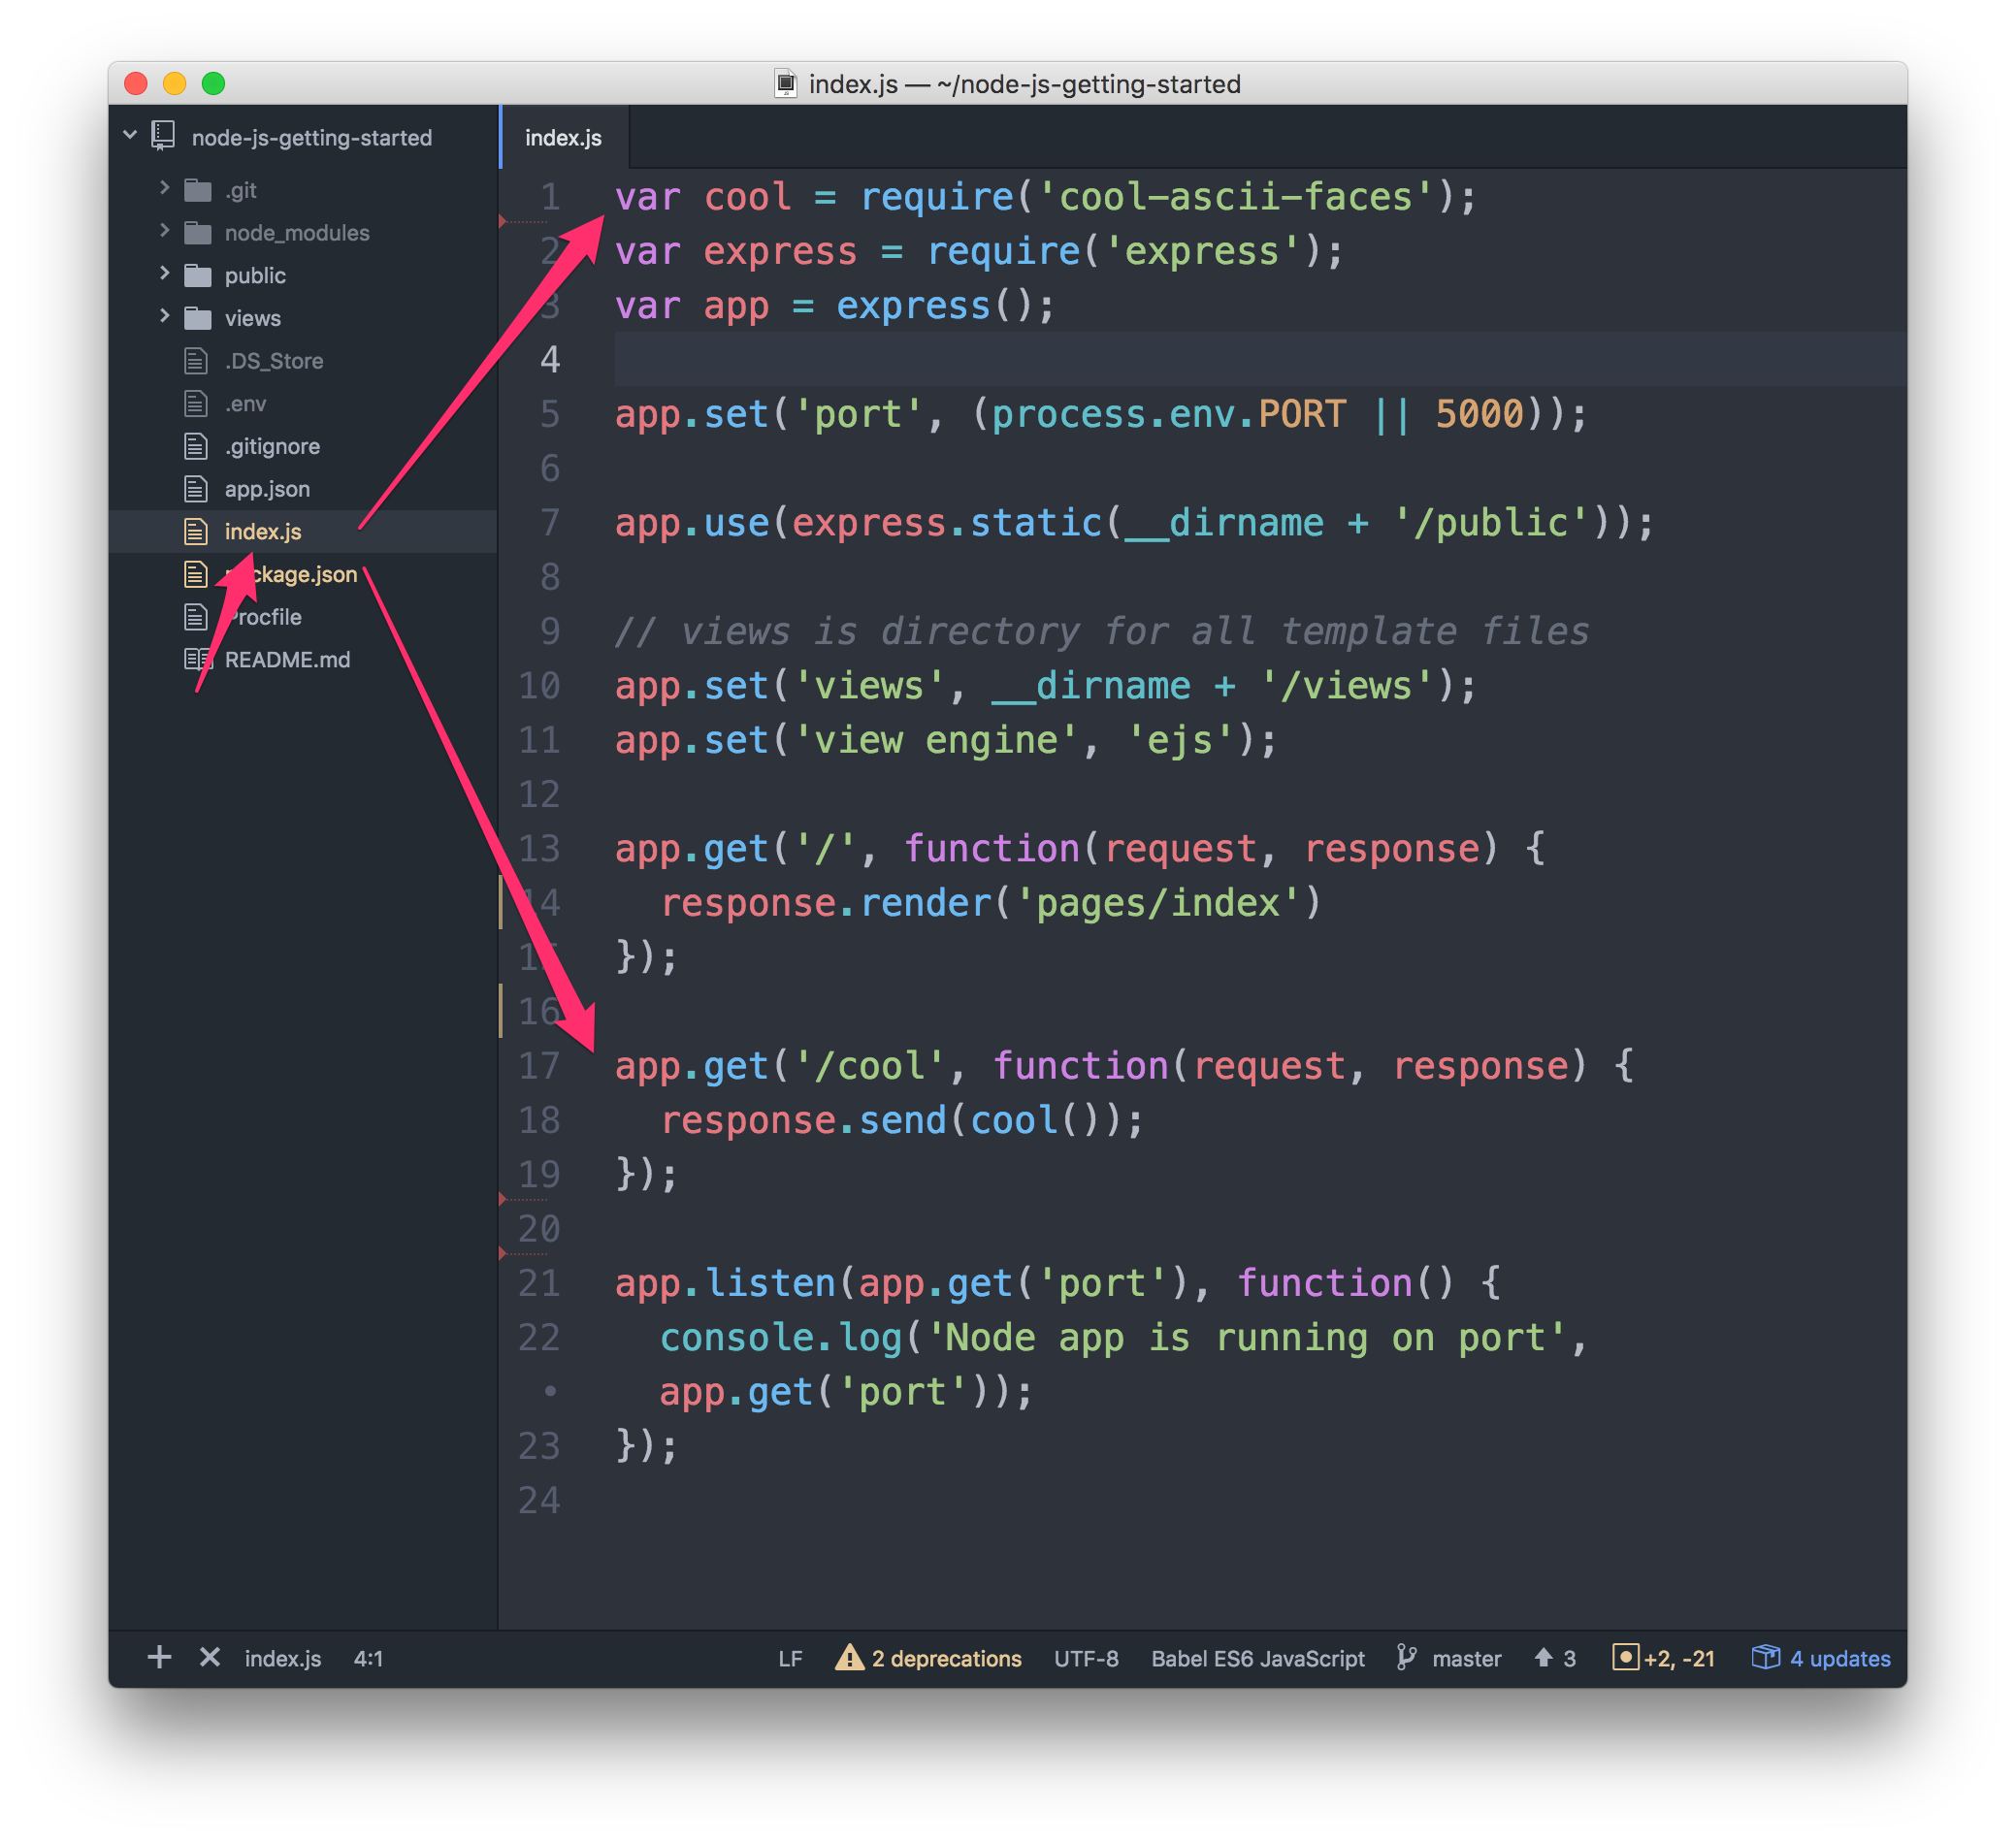 index.js — ~/node-js-getting-started
node-js-getting-started
.git
node_modules
public
views
.DS_Store
.env
.gitignore
app.json
index.js
package.json
Procfile
README.md
index.js
1 var cool = require('cool-ascii-faces');
2 var express = require('express');
3 var app = express();
4
5 app.set('port', (process.env.PORT || 5000));
6
7 app.use(express.static(__dirname + '/public'));
8
9 // views is directory for all template files
10 app.set('views', __dirname + '/views');
11 app.set('view engine', 'ejs');
12
13 app.get('/', function(request, response) {
14   response.render('pages/index')
15 });
16
17 app.get('/cool', function(request, response) {
18   response.send(cool());
19 });
20
21 app.listen(app.get('port'), function() {
22   console.log('Node app is running on port',
•   app.get('port'));
23 });
24
index.js 4:1 LF 2 deprecations UTF-8 Babel ES6 JavaScript master 3 +2, -21 4 updates